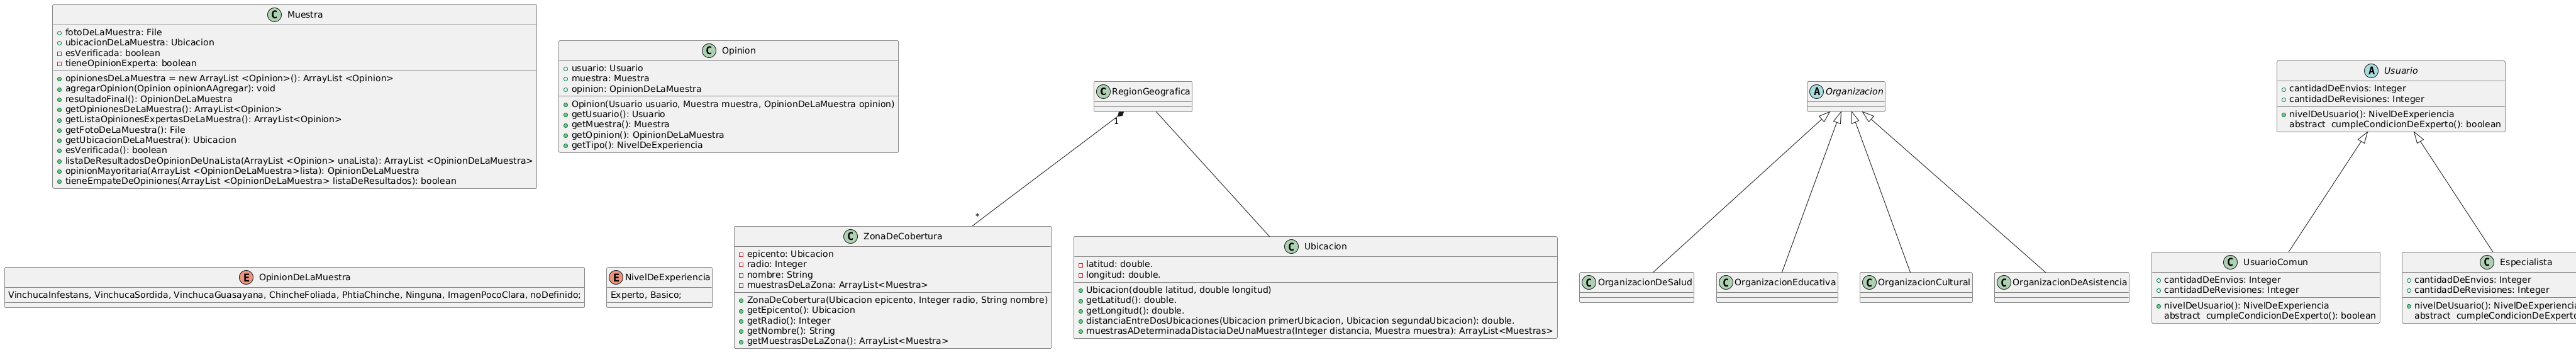 C Muestra
fotoDeLaMuestra: File
ubicacionDeLaMuestra: Ubicacion
esVerificada: boolean
tieneOpinionExperta: boolean
opinionesDeLaMuestra = new ArrayList <Opinion>(): ArrayList <Opinion>
agregarOpinion(Opinion opinionAAgregar): void
resultadoFinal(): OpinionDeLaMuestra
getOpinionesDeLaMuestra(): ArrayList<Opinion>
getListaOpinionesExpertasDeLaMuestra(): ArrayList<Opinion>
getFotoDeLaMuestra(): File
getUbicacionDeLaMuestra(): Ubicacion
esVerificada(): boolean
listaDeResultadosDeOpinionDeUnaLista(ArrayList <Opinion> unaLista): ArrayList <OpinionDeLaMuestra>
opinionMayoritaria(ArrayList <OpinionDeLaMuestra>lista): OpinionDeLaMuestra
tieneEmpateDeOpiniones(ArrayList <OpinionDeLaMuestra> listaDeResultados): boolean
C Opinion
usuario: Usuario
muestra: Muestra
opinion: OpinionDeLaMuestra
Opinion(Usuario usuario, Muestra muestra, OpinionDeLaMuestra opinion)
getUsuario(): Usuario
getMuestra(): Muestra
getOpinion(): OpinionDeLaMuestra
getTipo(): NivelDeExperiencia
C RegionGeografica
1
*
A Organizacion
A Usuario
cantidadDeEnvios: Integer
cantidadDeRevisiones: Integer
nivelDeUsuario(): NivelDeExperiencia
abstract cumpleCondicionDeExperto(): boolean
E OpinionDeLaMuestra
VinchucaInfestans, VinchucaSordida, VinchucaGuasayana, ChincheFoliada, PhtiaChinche, Ninguna, ImagenPocoClara, noDefinido;
E NivelDeExperiencia
Experto, Basico;
C ZonaDeCobertura
epicento: Ubicacion
radio: Integer
nombre: String
muestrasDeLaZona: ArrayList<Muestra>
ZonaDeCobertura(Ubicacion epicento, Integer radio, String nombre)
getEpicento(): Ubicacion
getRadio(): Integer
getNombre(): String
getMuestrasDeLaZona(): ArrayList<Muestra>
C Ubicacion
latitud: double.
longitud: double.
Ubicacion(double latitud, double longitud)
getLatitud(): double.
getLongitud(): double.
distanciaEntreDosUbicaciones(Ubicacion primerUbicacion, Ubicacion segundaUbicacion): double.
muestrasADeterminadaDistaciaDeUnaMuestra(Integer distancia, Muestra muestra): ArrayList<Muestras>
C OrganizacionDeSalud
C OrganizacionEducativa
C OrganizacionCultural
C OrganizacionDeAsistencia
C UsuarioComun
cantidadDeEnvios: Integer
cantidadDeRevisiones: Integer
nivelDeUsuario(): NivelDeExperiencia
abstract cumpleCondicionDeExperto(): boolean
C Especialista
cantidadDeEnvios: Integer
cantidadDeRevisiones: Integer
nivelDeUsuario(): NivelDeExperiencia
abstract cumpleCondicionDeExperto